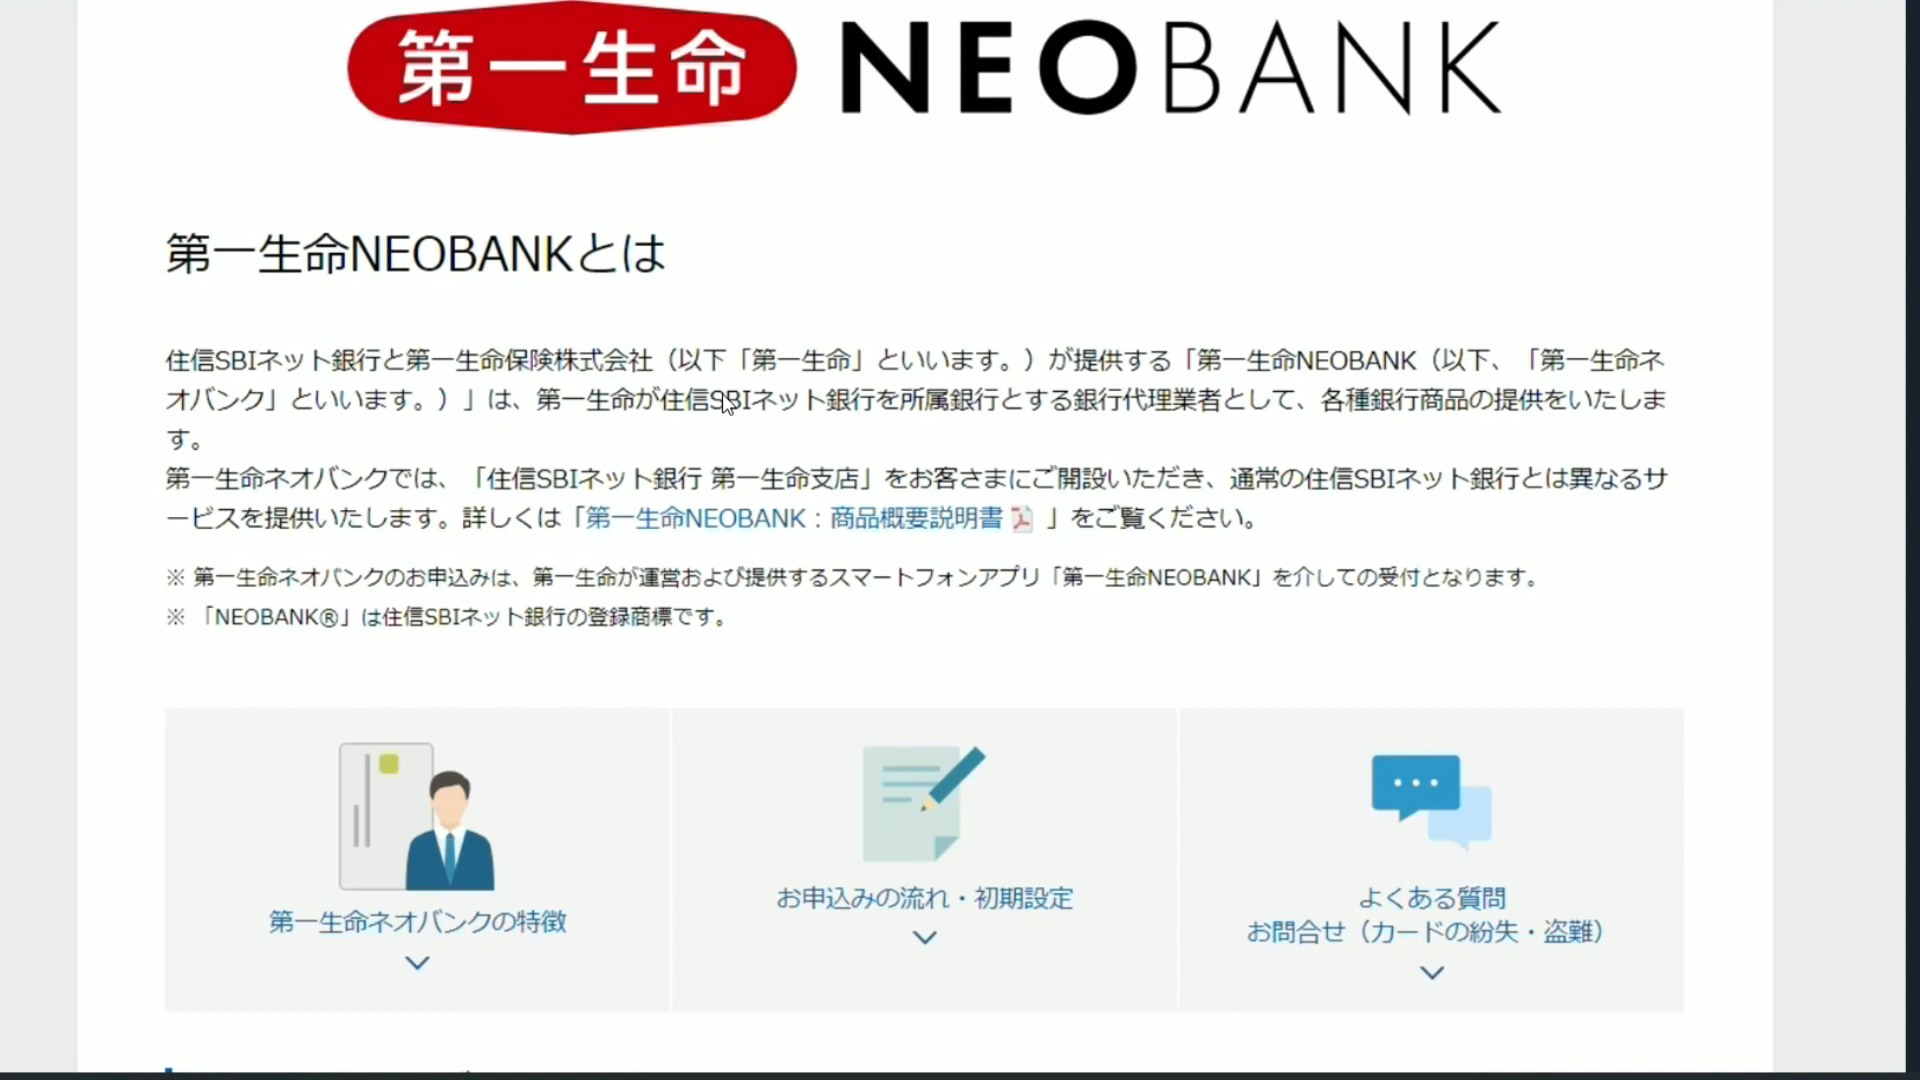 第一生命 NEOBANK
第一生命NEOBANKとは
住信SBIネット銀行と第一生命保険株式会社（以下「第一生命」といいます。）が提供する「第一生命NEOBANK（以下、「第一生命ネ
オバンク」といいます。）」は、第一生命が住信SBIネット銀行を所属銀行とする銀行代理業者として、各種銀行商品の提供をいたしま
す。
第一生命ネオバンクでは、「住信SBIネット銀行 第一生命支店」をお客さまにご開設いただき、通常の住信SBIネット銀行とは異なるサ
ービスを提供いたします。詳しくは「第一生命NEOBANK：商品概要説明書 」をご覧ください。
※ 第一生命ネオバンクのお申込みは、第一生命が運営および提供するスマートフォンアプリ「第一生命NEOBANK」を介しての受付となります。
※ 「NEOBANK®」は住信SBIネット銀行の登録商標です。
第一生命ネオバンクの特徴
お申込みの流れ・初期設定
よくある質問
お問合せ（カードの紛失・盗難）